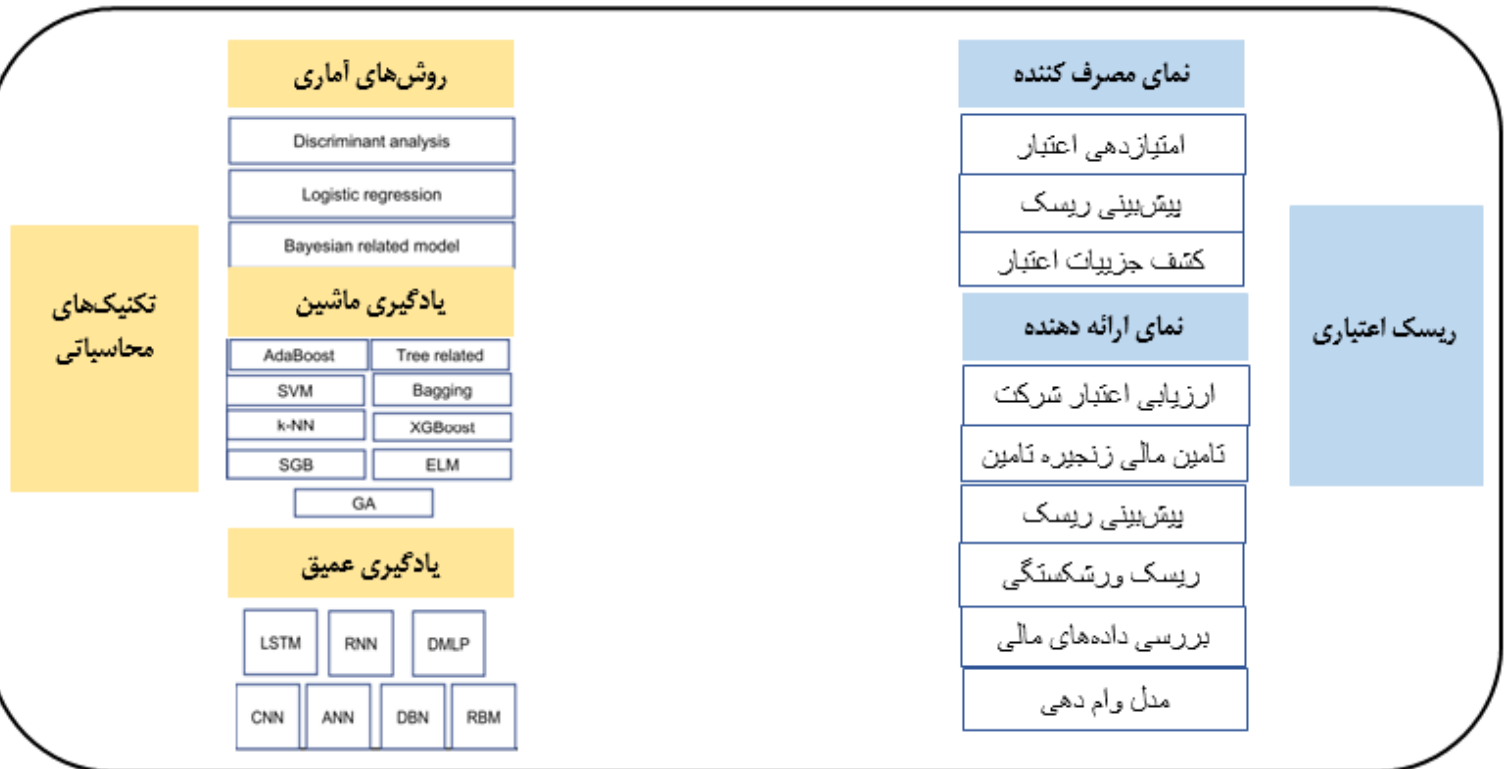 ریسک اعتباری
نمای مصرف کننده
امتیازدهی اعتبار
پیش‌بینی ریسک
کشف جزییات اعتبار
نمای ارائه دهنده
ارزیابی اعتبار شرکت
تامین مالی زنجیره تامین
پیش‌بینی ریسک
ریسک ورشکستگی
بررسی داده‌های مالی
مدل وام دهی
تکنیک‌های
محاسباتی
روش‌های آماری
Discriminant analysis
Logistic regression
Bayesian related model
یادگیری ماشین
AdaBoost
Tree related
SVM
Bagging
k-NN
XGBoost
SGB
ELM
GA
یادگیری عمیق
LSTM
RNN
DMLP
CNN
ANN
DBN
RBM